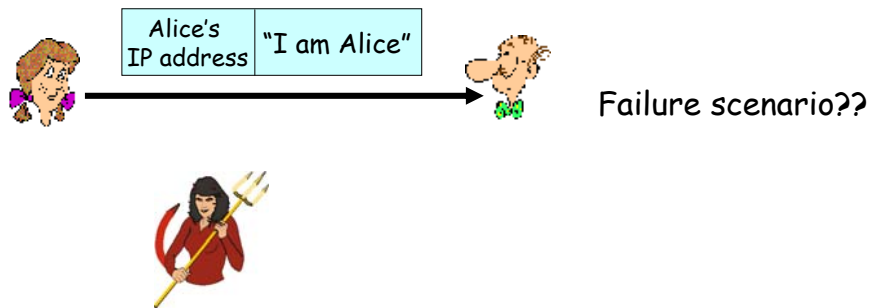 Alice's
IP address
“I am Alice”
Failure scenario??